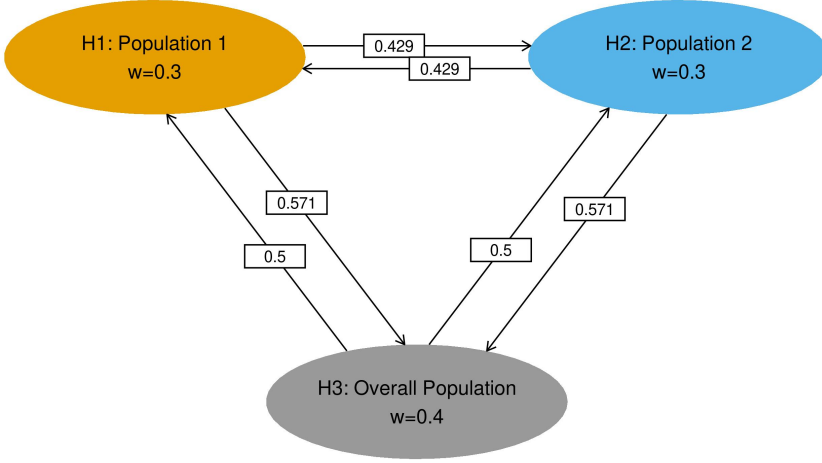 H1: Population 1
w=0.3
H2: Population 2
w=0.3
0.429
0.429
0.571
0.571
0.5
0.5
H3: Overall Population
w=0.4